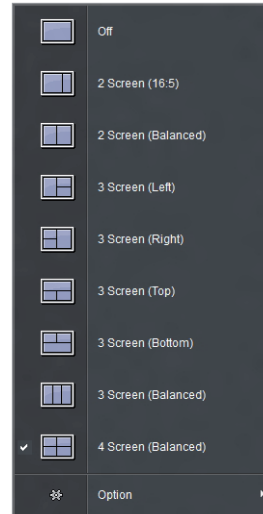 Off
2 Screen (16:5)
2 Screen (Balanced)
3 Screen (Left)
3 Screen (Right)
3 Screen (Top)
3 Screen (Bottom)
3 Screen (Balanced)
4 Screen (Balanced)
Option